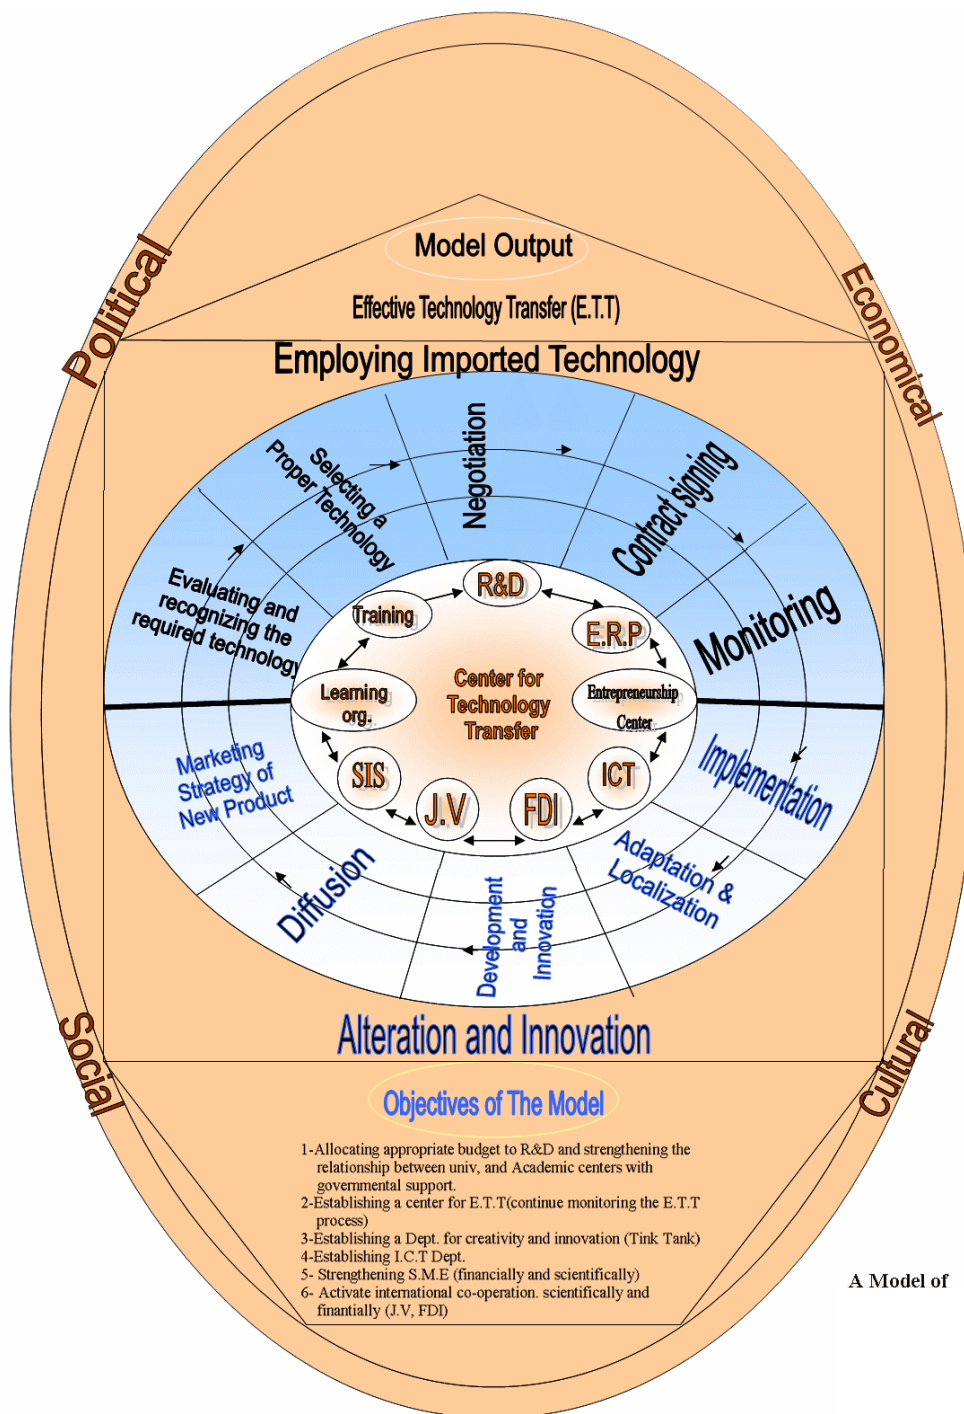 Political
Economical
Model Output
Effective Technology Transfer (E.T.T)
Employing Imported Technology
Evaluating and
recognizing the
required technology
Selecting a
Proper Technology
Negotiation
Contract signing
Monitoring
Implementation
Adaptation &
Localization
Development
and
Innovation
Diffusion
Marketing
Strategy of
New Product
R&D
E.R.P
Entrepreneurship
Center
ICT
FDI
J.V
SIS
Learning
org.
Training
Center for
Technology
Transfer
Alteration and Innovation
Social
Cultural
Objectives of The Model
1-Allocating appropriate budget to R&D and strengthening the
relationship between univ, and Academic centers with
governmental support.
2-Establishing a center for E.T.T(continue monitoring the E.T.T
process)
3-Establishing a Dept. for creativity and innovation (Tink Tank)
4-Establishing I.C.T Dept.
5- Strengthening S.M.E (financially and scientifically)
6- Activate international co-operation. scientifically and
finantially (J.V, FDI)
A Model of